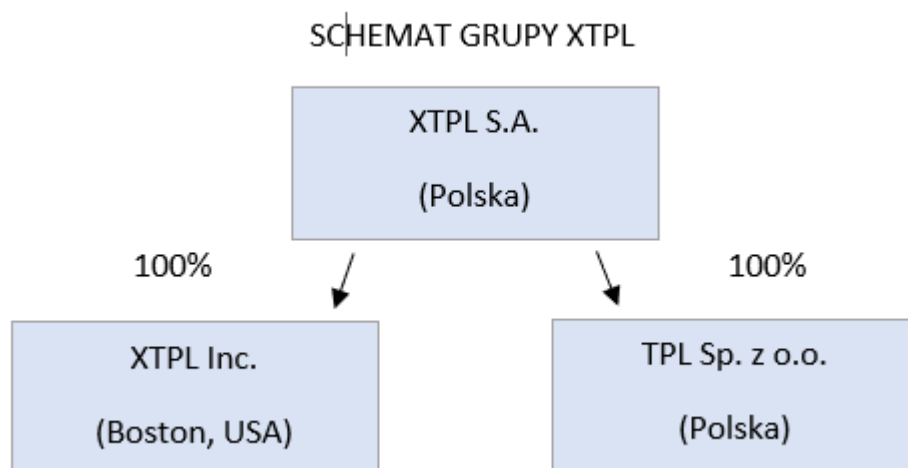 SCHEMAT GRUPY XTPL
XTPL S.A.
(Polska)
100%
100%
XTPL Inc.
(Boston, USA)
TPL Sp. z o.o.
(Polska)